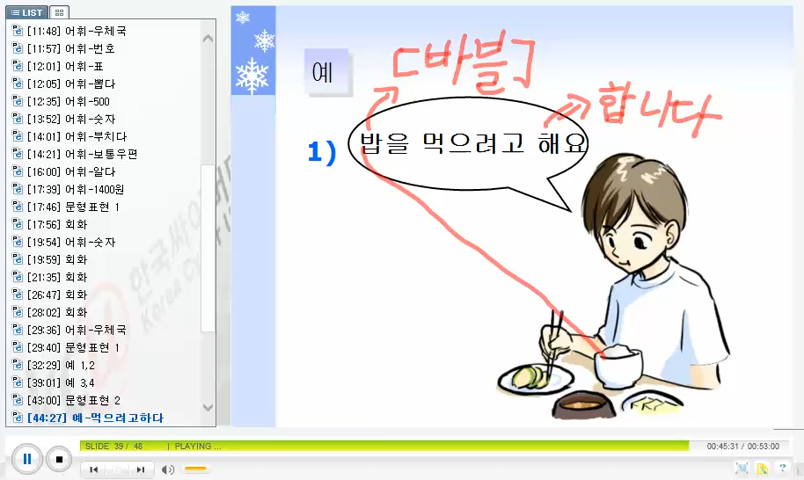 LIST
[11:48] 어휘-우체국
[11:57] 어휘-번호
[12:01] 어휘-표
[12:05] 어휘-뽑다
[12:35] 어휘-500
[13:52] 어휘-숫자
[14:01] 어휘-부치다
[14:21] 어휘-보통우편
[16:00] 어휘-알다
[17:39] 어휘-1400원
[17:46] 문형표현 1
[17:56] 회화
[19:54] 어휘-숫자
[19:59] 회화
[21:35] 회화
[26:47] 회화
[28:02] 회화
[29:36] 어휘-우체국
[29:40] 문형표현 1
[32:29] 예 1,2
[39:01] 예 3,4
[43:00] 문형표현 2
[44:27] 예-먹으려고하다
예
[바블]
합니다
1) 밥을 먹으려고 해요
SLIDE 39 / 48 | PLAYING ...
00:45:31 / 00:53:00